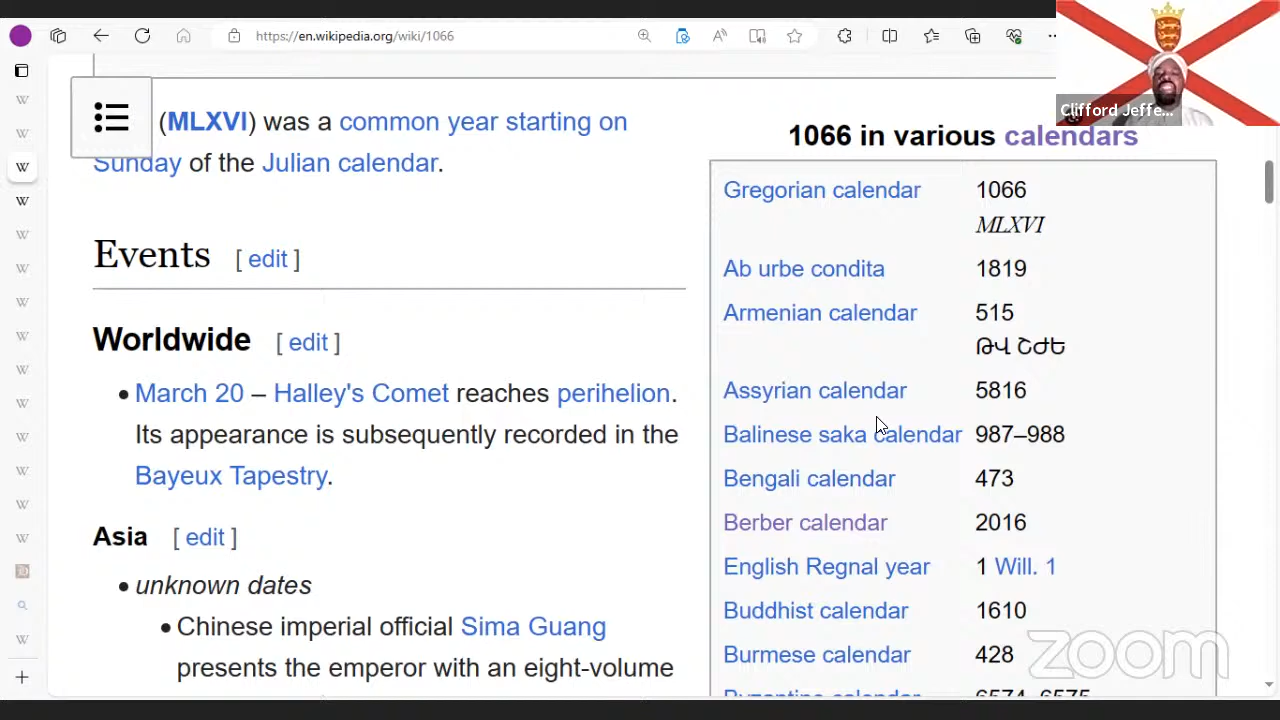 https://en.wikipedia.org/wiki/1066
Clifford Jeffe...
(MLXVI) was a common year starting on
Sunday of the Julian calendar.
Events [ edit ]
Worldwide [ edit ]
• March 20 – Halley's Comet reaches perihelion.
Its appearance is subsequently recorded in the
Bayeux Tapestry.
Asia [ edit ]
• unknown dates
• Chinese imperial official Sima Guang
presents the emperor with an eight-volume
1066 in various calendars
Gregorian calendar 1066
MLXVI
Ab urbe condita 1819
Armenian calendar 515
ԹՎ ՇԺԵ
Assyrian calendar 5816
Balinese saka calendar 987–988
Bengali calendar 473
Berber calendar 2016
English Regnal year 1 Will. 1
Buddhist calendar 1610
Burmese calendar 428
Byzantine calendar 6574–6575
zoom